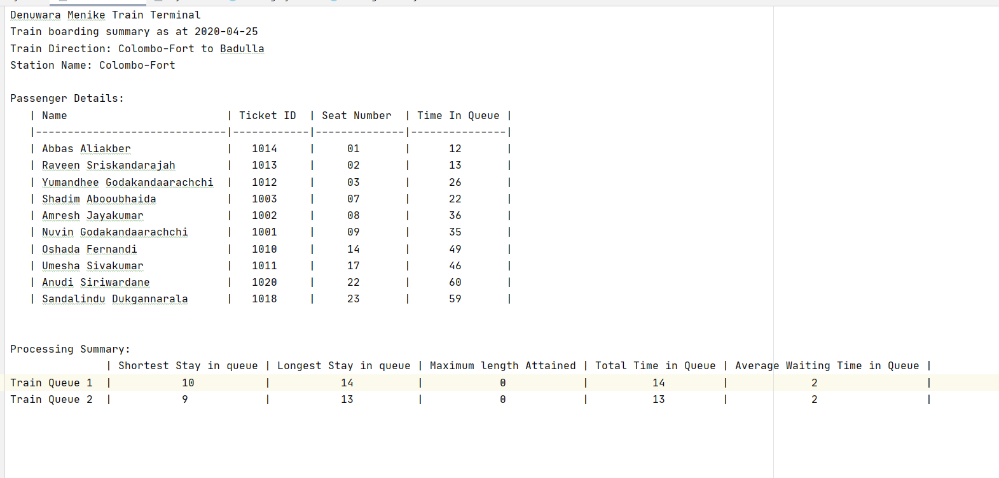 Denuwara Menike Train Terminal
Train boarding summary as at 2020-04-25
Train Direction: Colombo-Fort to Badulla
Station Name: Colombo-Fort
Passenger Details:
| Name | Ticket ID | Seat Number | Time In Queue |
|------------------------------|------------|--------------|---------------|
| Abbas Aliakber | 1014 | 01 | 12 |
| Raveen Sriskandarajah | 1013 | 02 | 13 |
| Yumandhee Godakandaarachchi | 1012 | 03 | 26 |
| Shadim Abooubhaida | 1003 | 07 | 22 |
| Amresh Jayakumar | 1002 | 08 | 36 |
| Nuvin Godakandaarachchi | 1001 | 09 | 35 |
| Oshada Fernandi | 1010 | 14 | 49 |
| Umesha Sivakumar | 1011 | 17 | 46 |
| Anudi Siriwardane | 1020 | 22 | 60 |
| Sandalindu Dukgannarala | 1018 | 23 | 59 |
Processing Summary:
| Shortest Stay in queue | Longest Stay in queue | Maximum length Attained | Total Time in Queue | Average Waiting Time in Queue |
Train Queue 1 | 10 | 14 | 0 | 14 | 2 |
Train Queue 2 | 9 | 13 | 0 | 13 | 2 |